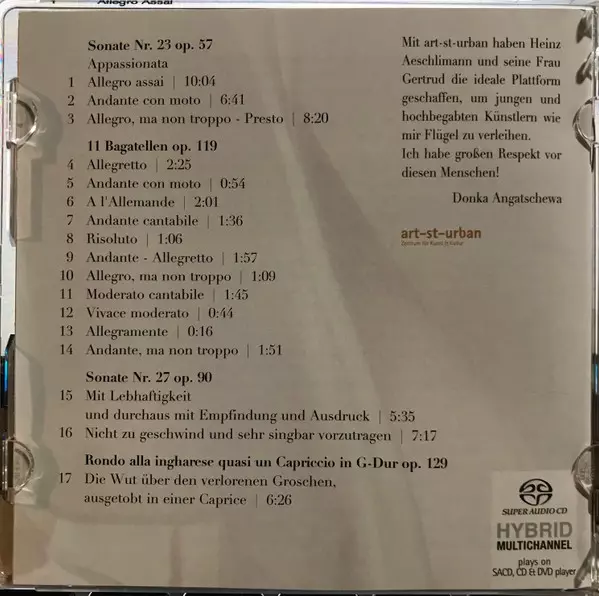 Allegro Assai
Sonate Nr. 23 op. 57
Appassionata
1 Allegro assai | 10:04
2 Andante con moto | 6:41
3 Allegro, ma non troppo - Presto | 8:20
11 Bagatellen op. 119
4 Allegretto | 2:25
5 Andante con moto | 0:54
6 A l'Allemande | 2:01
7 Andante cantabile | 1:36
8 Risoluto | 1:06
9 Andante - Allegretto | 1:57
10 Allegro, ma non troppo | 1:09
11 Moderato cantabile | 1:45
12 Vivace moderato | 0:44
13 Allegramente | 0:16
14 Andante, ma non troppo | 1:51
Sonate Nr. 27 op. 90
15 Mit Lebhaftigkeit
und durchaus mit Empfindung und Ausdruck | 5:35
16 Nicht zu geschwind und sehr singbar vorzutragen | 7:17
Rondo alla ingharese quasi un Capriccio in G-Dur op. 129
17 Die Wut über den verlorenen Groschen,
ausgetobt in einer Caprice | 6:26
Mit art-st-urban haben Heinz
Aeschlimann und seine Frau
Gertrud die ideale Plattform
geschaffen, um jungen und
hochbegabten Künstlern wie
mir Flügel zu verleihen.
Ich habe großen Respekt vor
diesen Menschen!
Donka Angatschewa
art-st-urban
Zentrum für Kunst & Kultur
SUPER AUDIO CD
HYBRID
MULTICHANNEL
plays on
SACD, CD & DVD player